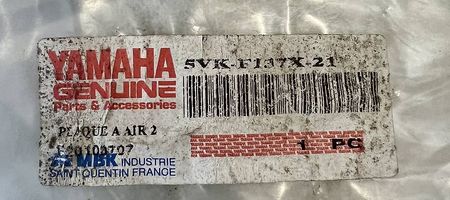 YAMAHA
GENUINE
Parts & Accessories
5VK-F137X-21
PLAQUE A AIR 2
1 PC
MBK INDUSTRIE
SAINT QUENTIN FRANCE